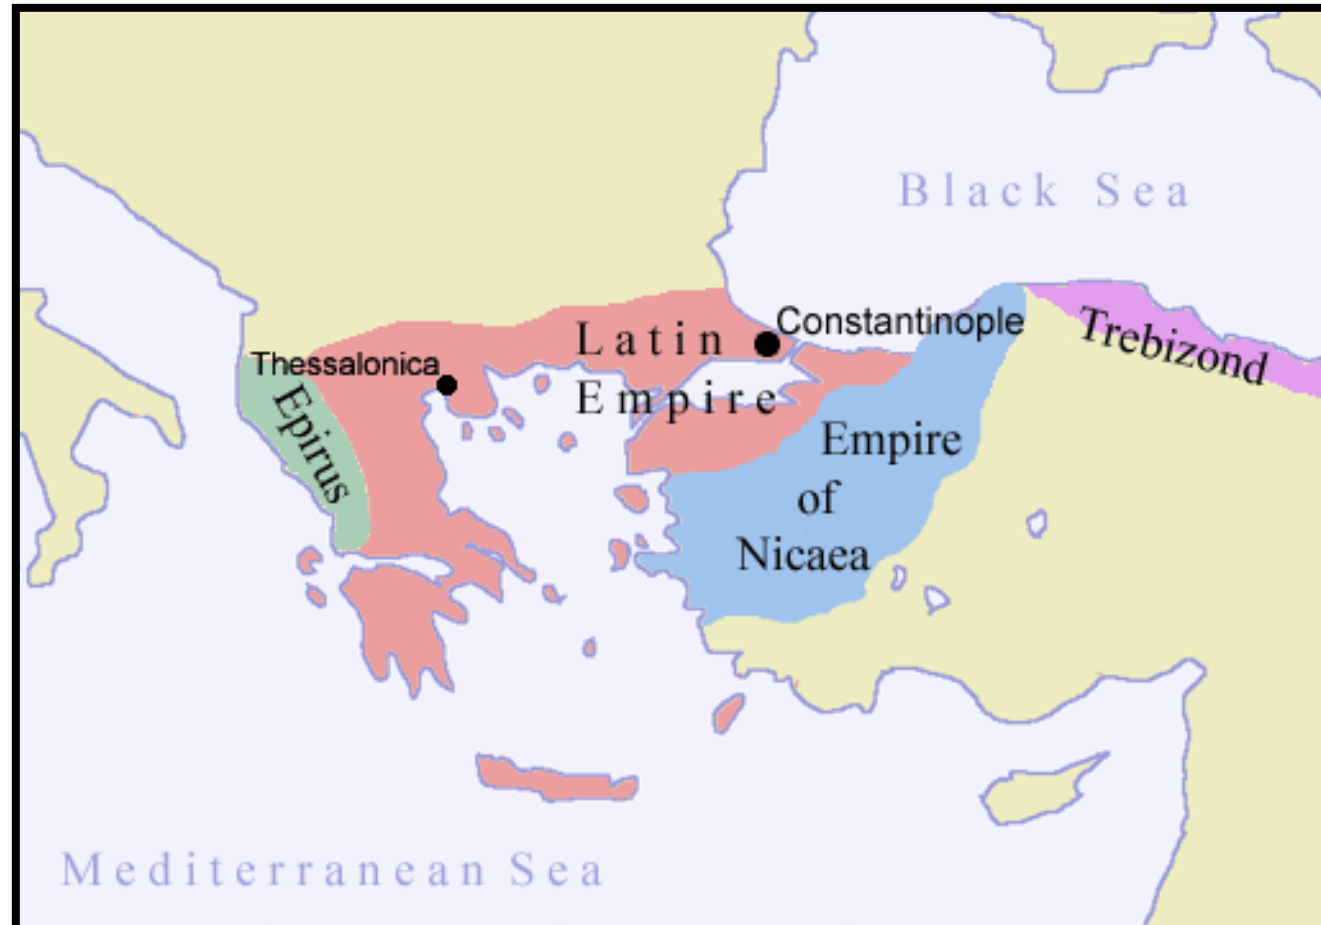 Black Sea
Constantinople
Latin
Empire
Trebizond
Thessalonica
Epirus
Empire
of
Nicaea
Mediterranean Sea